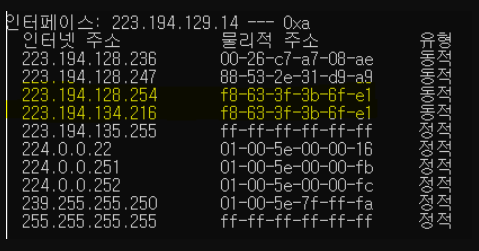 인터페이스: 223.194.129.14 --- 0xa
인터넷 주소 물리적 주소 유형
223.194.128.236 00-26-c7-a7-08-ae 동적
223.194.128.247 88-53-2e-31-d9-a9 동적
223.194.128.254 f8-63-3f-3b-6f-e1 동적
223.194.134.216 f8-63-3f-3b-6f-e1 동적
223.194.135.255 ff-ff-ff-ff-ff-ff 정적
224.0.0.22 01-00-5e-00-00-16 정적
224.0.0.251 01-00-5e-00-00-fb 정적
224.0.0.252 01-00-5e-00-00-fc 정적
239.255.255.250 01-00-5e-7f-ff-fa 정적
255.255.255.255 ff-ff-ff-ff-ff-ff 정적